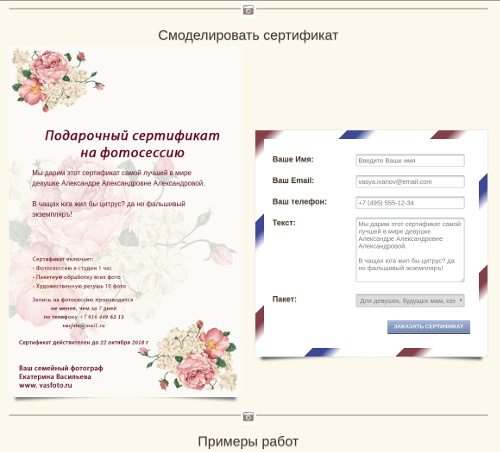 Смоделировать сертификат
Подарочный сертификат
на фотосессию
Мы дарим этот сертификат самой лучшей в мире
девушке Александре Александровне Александровой.
В чащах юга жил бы цитрус? да но фальшивый
экземпляръ!
Сертификат включает:
- Фотосессию в студии 1 час
- Пакетную обработку всех фото
- Художественную ретушь 10 фото
Запись на фотосессию производится
не менее, чем за 7 дней
по телефону +7 916 449 63 13
vasfoto@mail.ru
Сертификат действителен до 22 октября 2018 г
Ваш семейный фотограф
Екатерина Васильева
www. vasfoto.ru
Ваше Имя:
Введите Ваше имя
Ваш Email:
vasya.ivanov@email.com
Ваш телефон:
+7 (495) 555-12-34
Текст:
Мы дарим этот сертификат самой
лучшей в мире девушке
Александре Александровне
Александровой.
В чащах юга жил бы цитрус? да но
фальшивый экземпляръ!
Пакет:
Для девушек, будущих мам, сем
ЗАКАЗАТЬ СЕРТИФИКАТ
Примеры работ